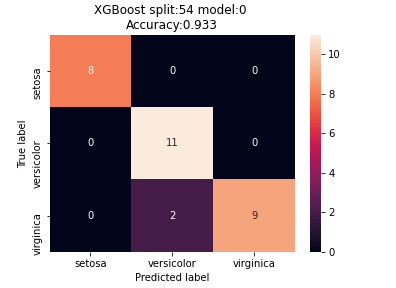 XGBoost split:54 model:0
Accuracy:0.933
True label
setosa
versicolor
virginica
8 0 0
0 11 0
0 2 9
setosa versicolor virginica
Predicted label
10
8
6
4
2
0